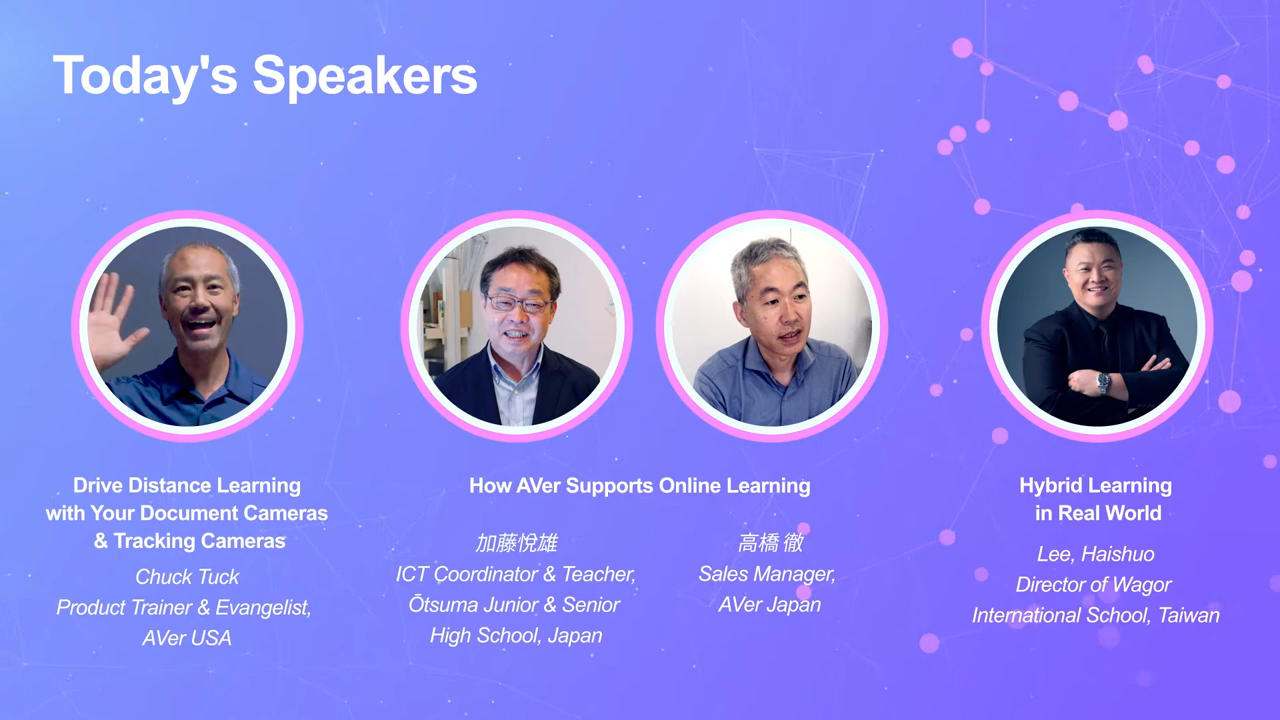 Today's Speakers
Drive Distance Learning
with Your Document Cameras
& Tracking Cameras
Chuck Tuck
Product Trainer & Evangelist,
AVer USA
How AVer Supports Online Learning
加藤悅雄
ICT Coordinator & Teacher,
Ōtsuma Junior & Senior
High School, Japan
高橋 徹
Sales Manager,
AVer Japan
Hybrid Learning
in Real World
Lee, Haishuo
Director of Wagor
International School, Taiwan